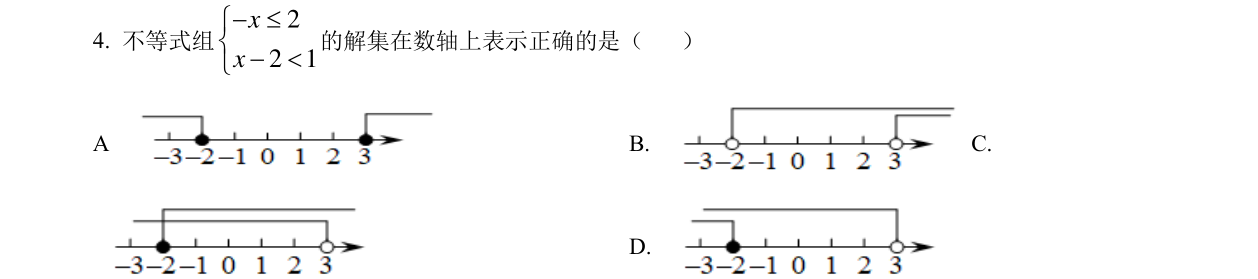 4. 不等式组{−x≤2
x−2<1 的解集在数轴上表示正确的是（　　）
A −3−2−1 0 1 2 3 B. −3−2−1 0 1 2 3 C.
−3−2−1 0 1 2 3 D. −3−2−1 0 1 2 3